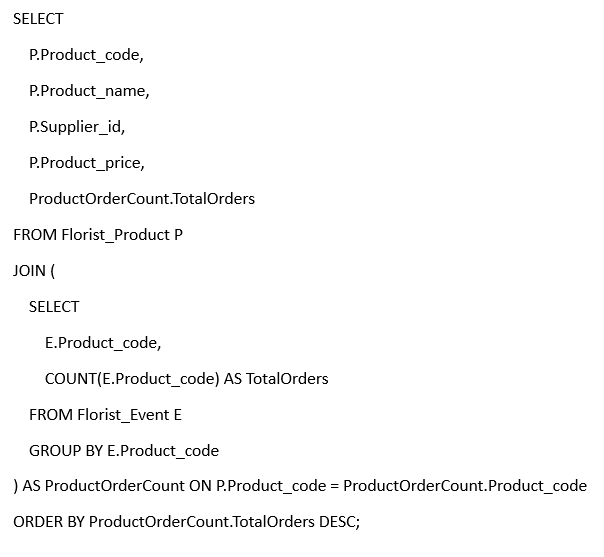 SELECT
P.Product_code,
P.Product_name,
P.Supplier_id,
P.Product_price,
ProductOrderCount.TotalOrders
FROM Florist_Product P
JOIN (
SELECT
E.Product_code,
COUNT(E.Product_code) AS TotalOrders
FROM Florist_Event E
GROUP BY E.Product_code
) AS ProductOrderCount ON P.Product_code = ProductOrderCount.Product_code
ORDER BY ProductOrderCount.TotalOrders DESC;